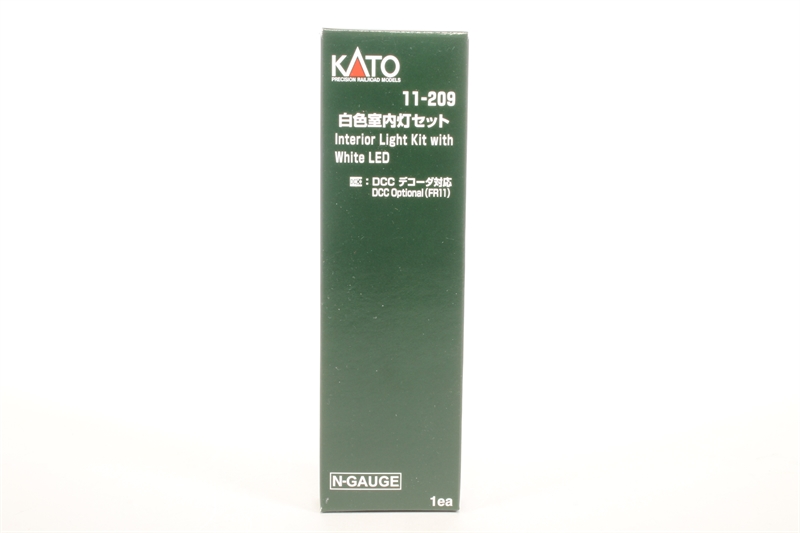 KATO
PRECISION RAILROAD MODELS
11-209
白色室内灯セット
Interior Light Kit with
White LED
DCC : DCC デコーダ対応
DCC Optional (FR11)
N-GAUGE
1ea